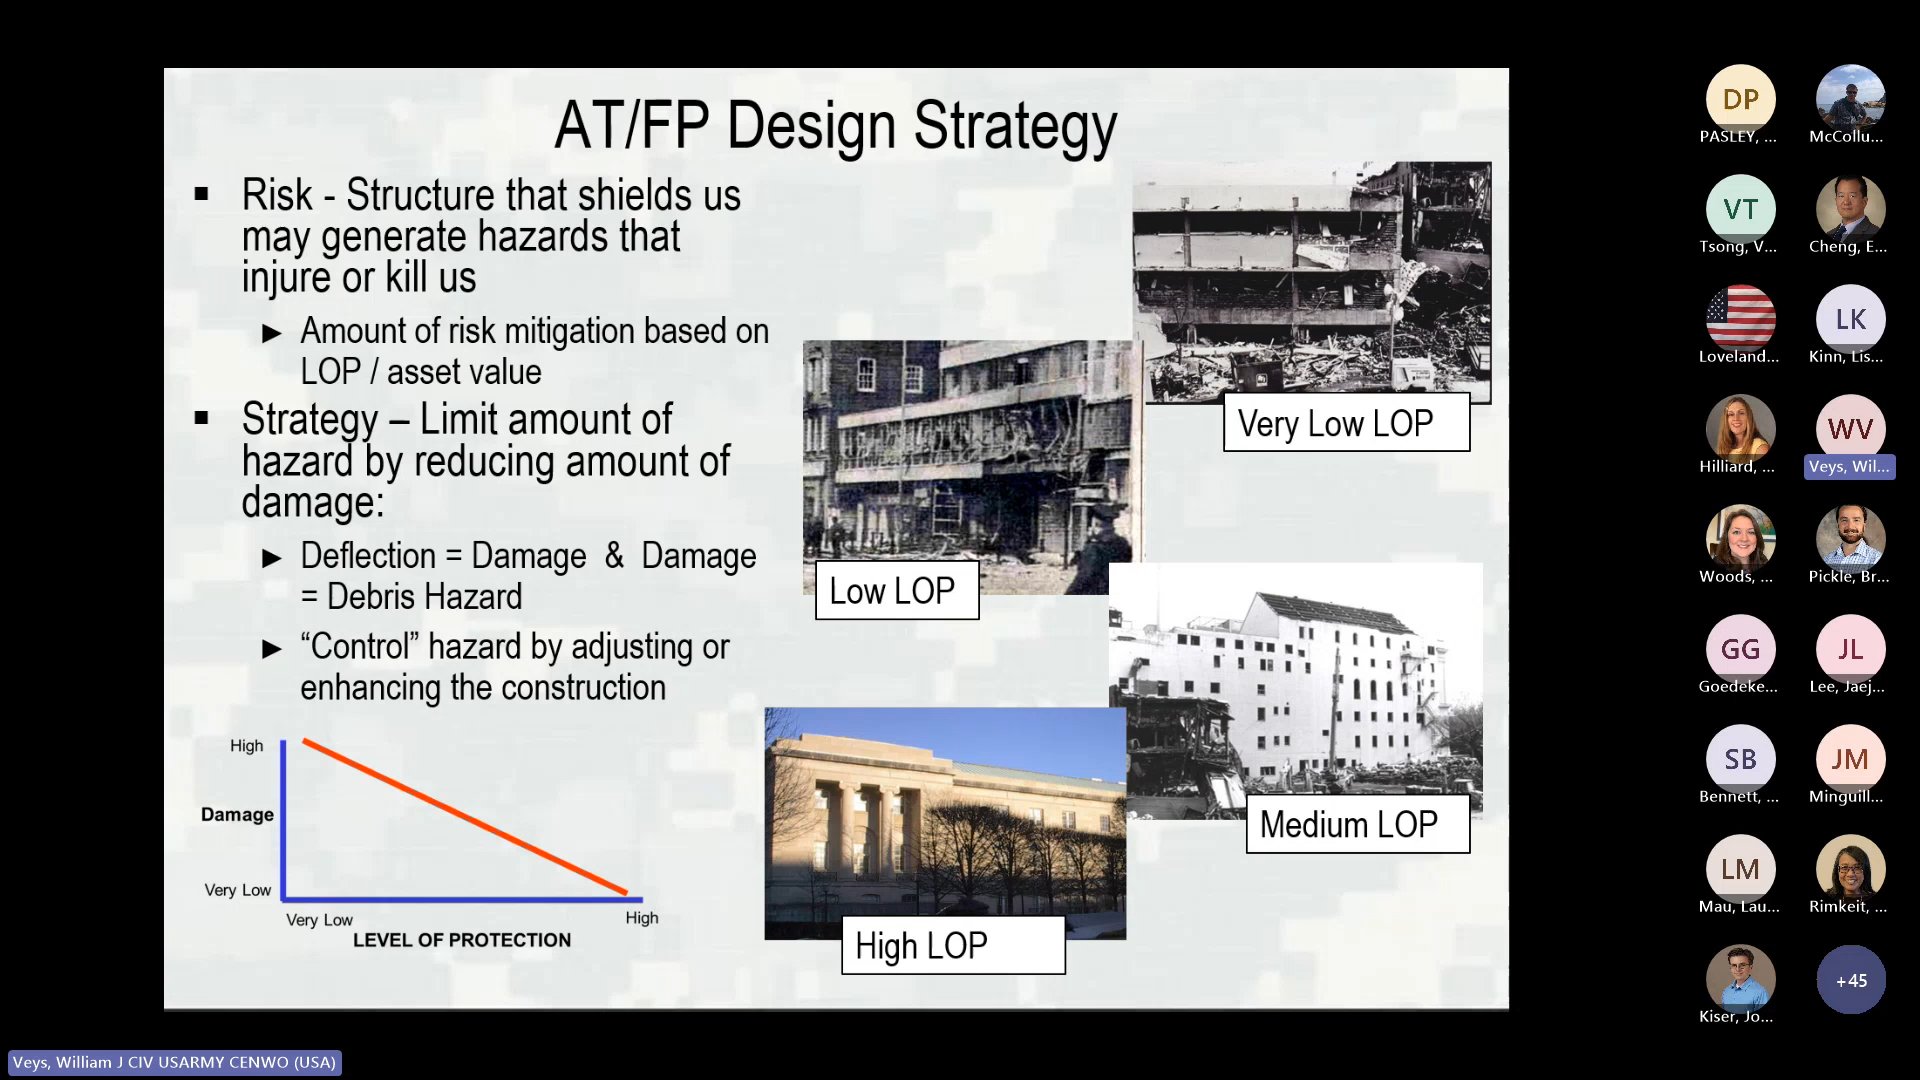 AT/FP Design Strategy
▪ Risk - Structure that shields us
may generate hazards that
injure or kill us
► Amount of risk mitigation based on
LOP / asset value
▪ Strategy – Limit amount of
hazard by reducing amount of
damage:
► Deflection = Damage & Damage
= Debris Hazard
► “Control” hazard by adjusting or
enhancing the construction
High
Damage
Very Low
Very Low
High
LEVEL OF PROTECTION
Very Low LOP
Low LOP
Medium LOP
High LOP
DP
PASLEY, ...
McCollu...
VT
Tsong, V...
Cheng, E...
Loveland...
LK
Kinn, Lis...
Hilliard, ...
WV
Veys, Wil...
Woods, ...
Pickle, Br...
GG
Goedeke...
JL
Lee, Jaej...
SB
Bennett, ...
JM
Minguill...
LM
Mau, Lau...
Rimkeit, ...
Kiser, Jo...
+45
Veys, William J CIV USARMY CENWO (USA)